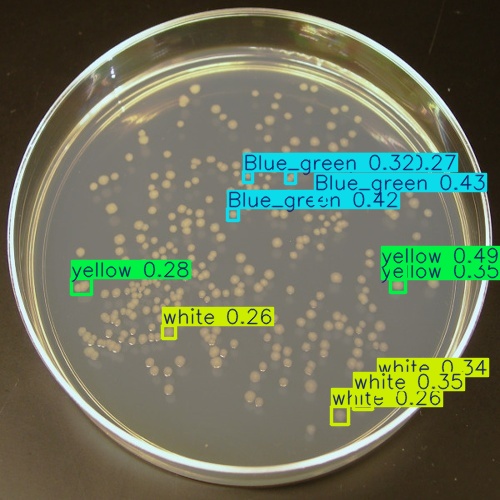 Blue_green 0.32
0.27
Blue_green 0.43
Blue_green 0.42
yellow 0.49
yellow 0.35
yellow 0.28
white 0.26
white 0.34
white 0.35
white 0.26